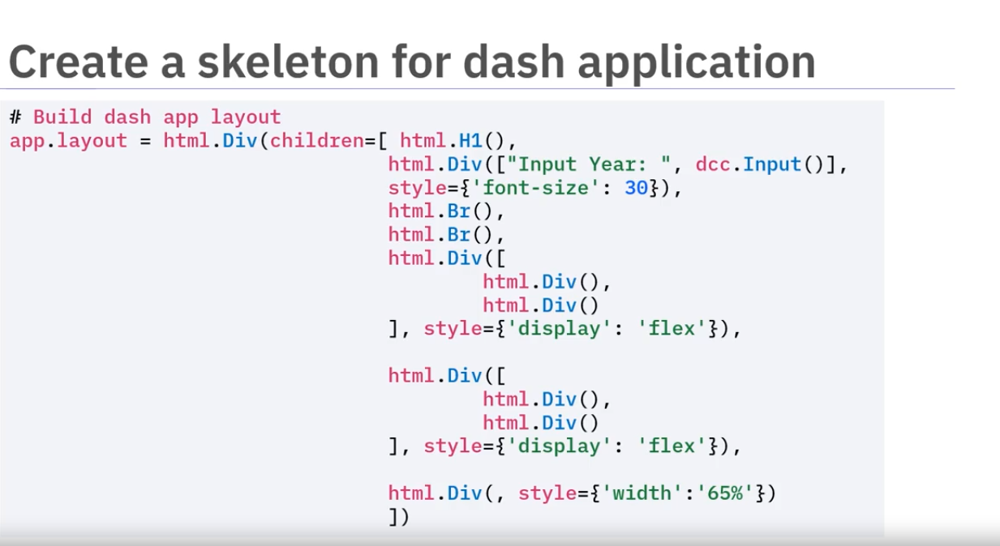 Create a skeleton for dash application
# Build dash app layout
app.layout = html.Div(children=[ html.H1(),
html.Div(["Input Year: ", dcc.Input()],
style={'font-size': 30}),
html.Br(),
html.Br(),
html.Div([
html.Div(),
html.Div()
], style={'display': 'flex'}),
html.Div([
html.Div(),
html.Div()
], style={'display': 'flex'}),
html.Div(, style={'width':'65%'})
])